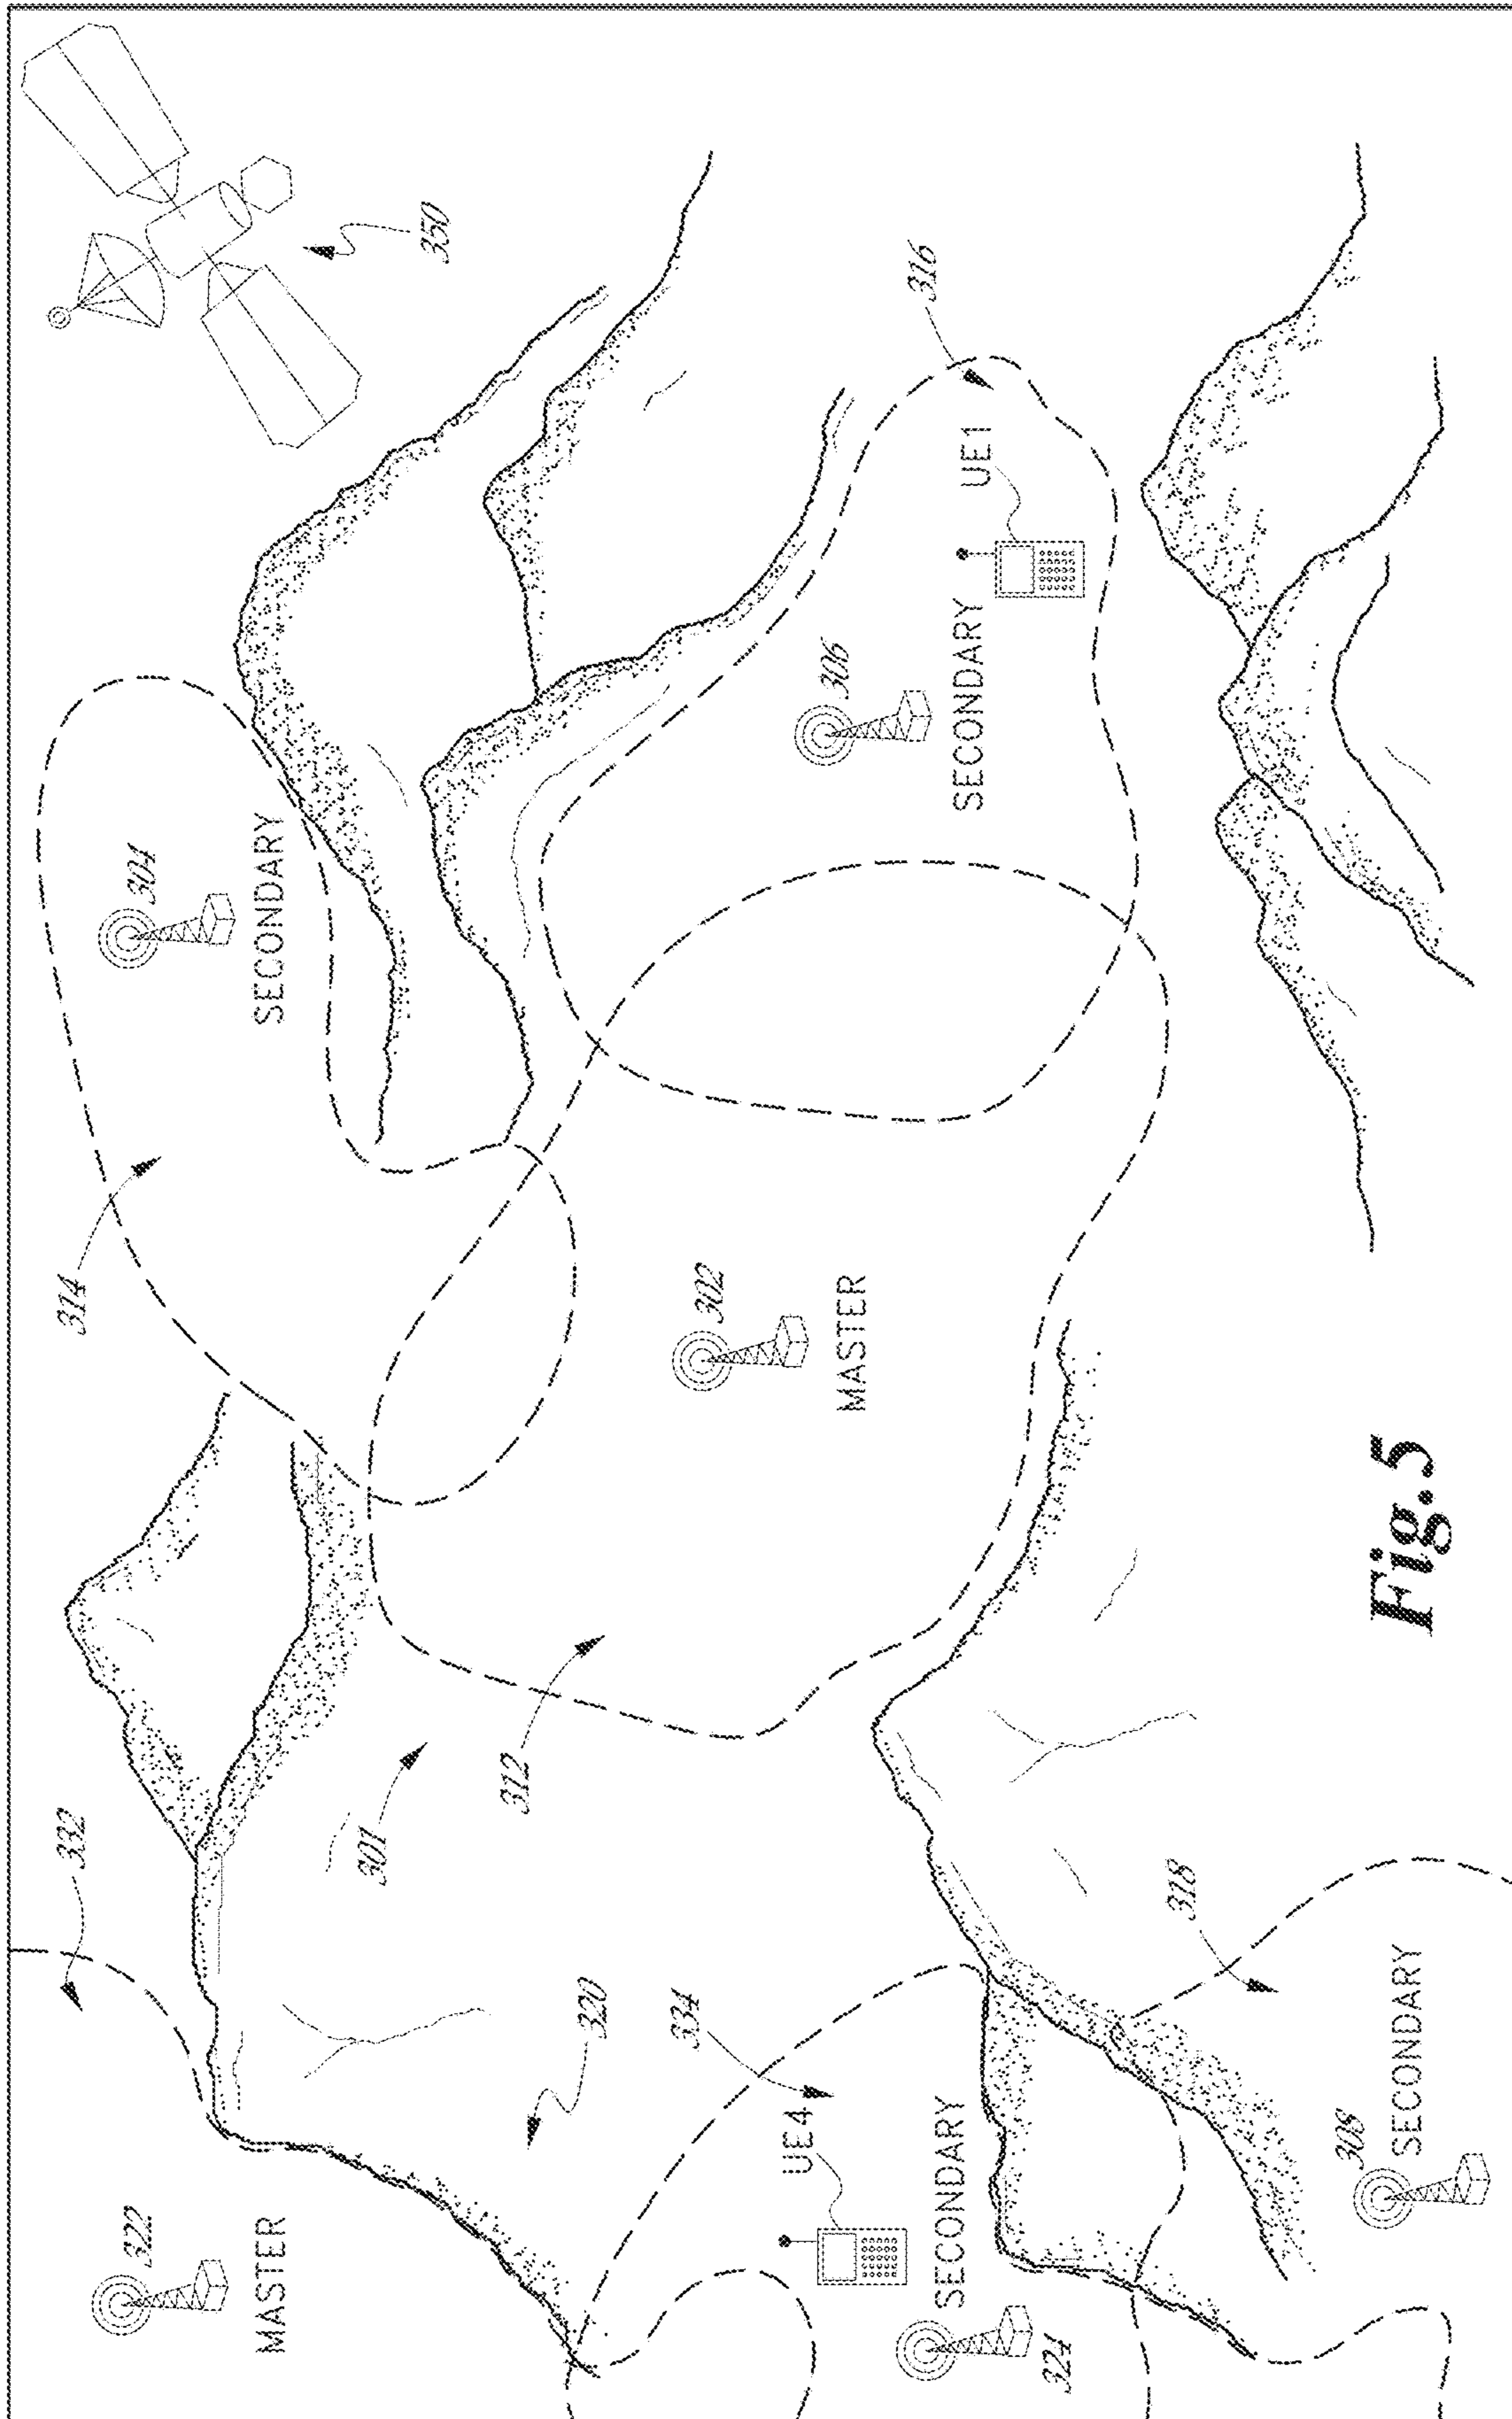 322
MASTER
332
314
304
SECONDARY
350
301
312
320
334
302
MASTER
UE4
SECONDARY
324
306
SECONDARY
UE1
316
318
308
SECONDARY
Fig.5